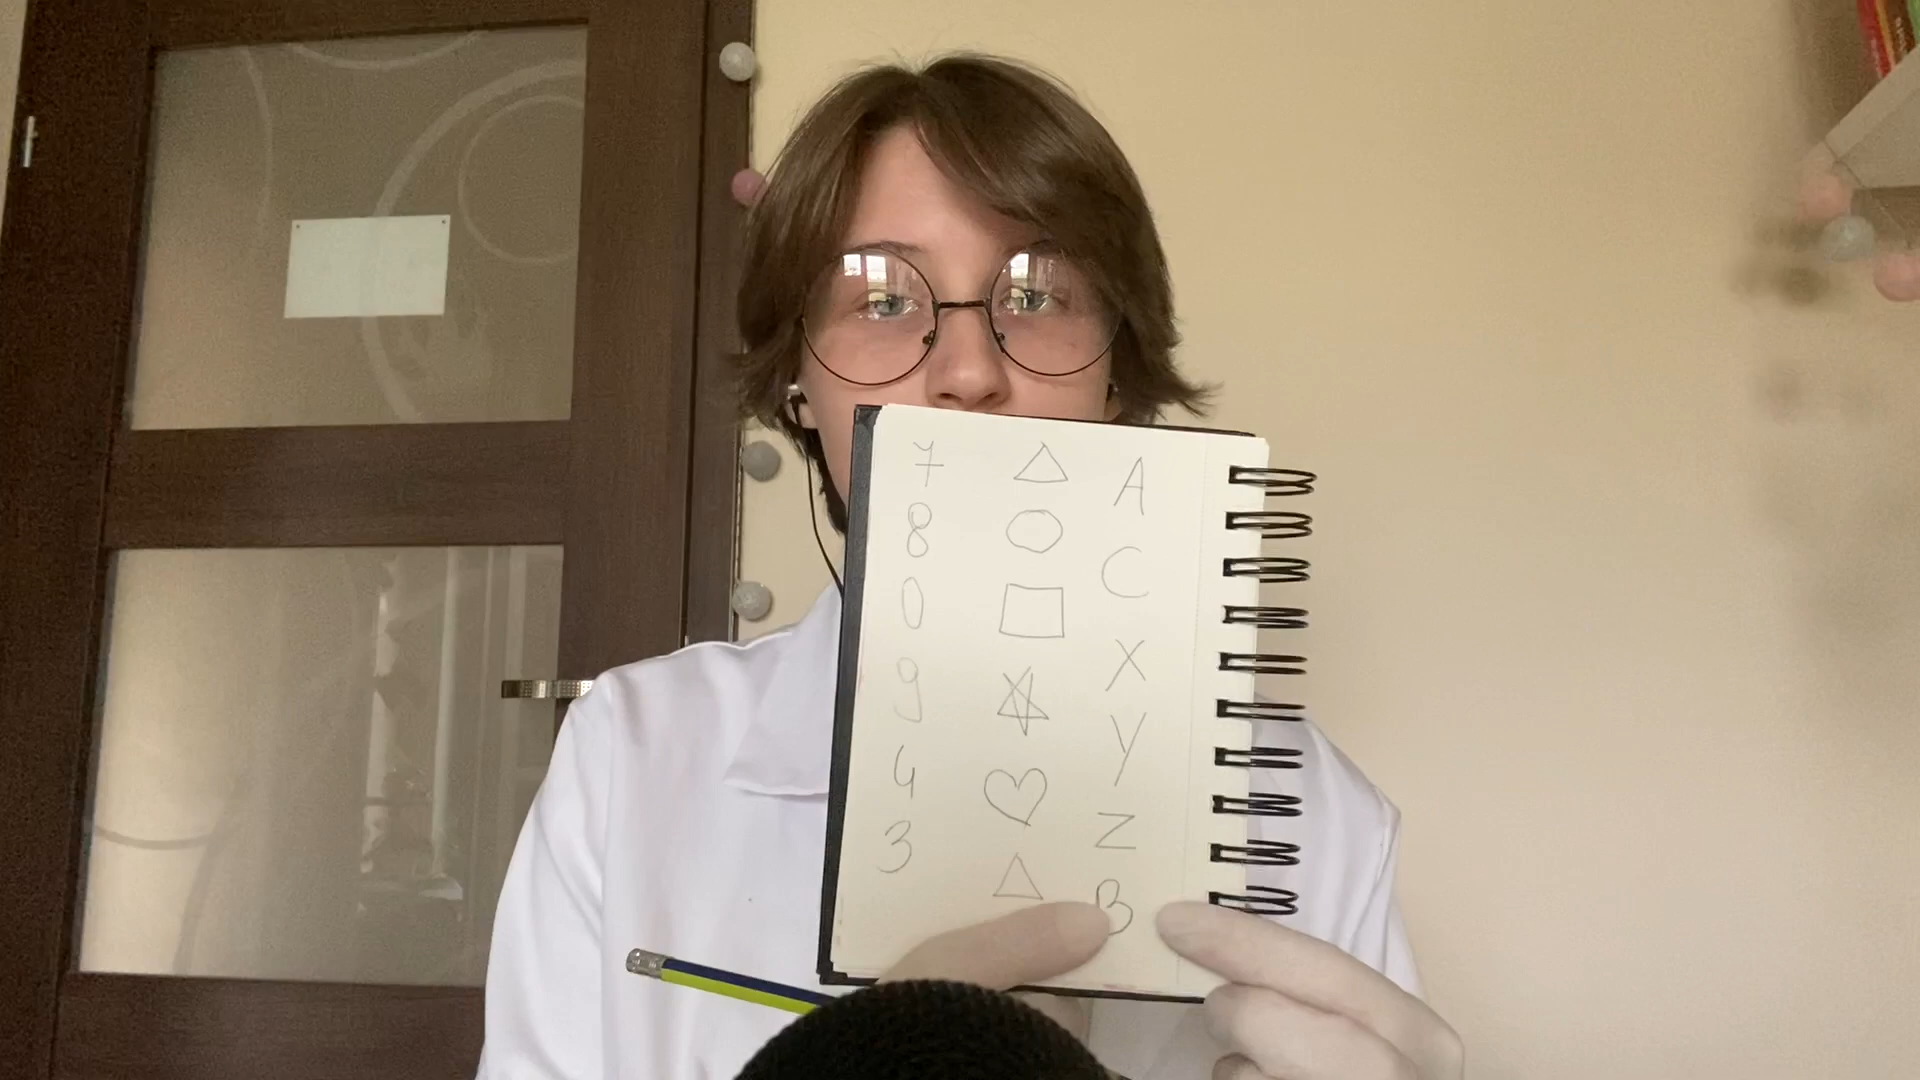 7 △ A
8 ○ C
0 □ X
9 ☆ Y
4 ♡ Z
3 △ B